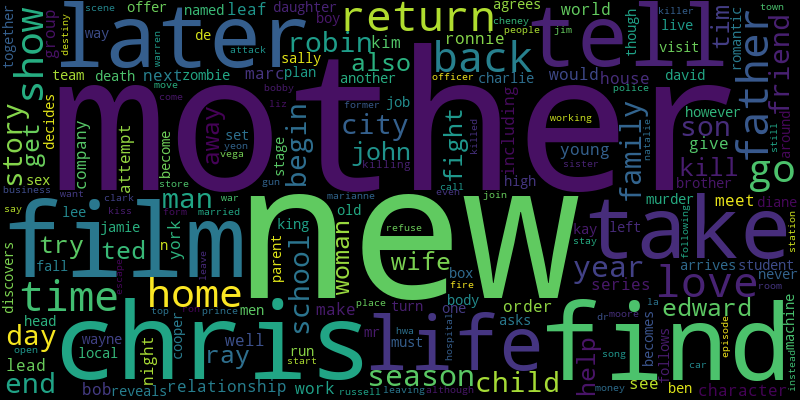 mother
new
film
chris
life
find
take
later
tell
return
back
show
robin
also
father
friend
tim
world
live
visit
romantic
though
david
house
would
agrees
offer
named
leaf
daughter
boy
kim
plan
ronnie
charlie
another
job
city
john
fight
including
young
high
family
son
kill
brother
however
give
go
around
meet
diane
murder
natalie
sister
working
officer
people
cheney
killer
jim
town
police
still
station
scene
together
group
way
de
destiny
warren
attack
team
death
next
zombie
marc
sally
move
come
bobby
liz
former
killing
call
killed
even
join
story
get
decides
sex
company
attempt
become
away
set
yeon
vega
store
gun
stage
begin
business
want
say
clark
kiss
war
form
married
marianne
man
lee
try
ted
jamie
york
fall
discovers
escape
leave
time
home
day
head
wayne
local
open
lead
end
bob
reveals
night
cooper
top
prince
men
ray
well
relationship
work
run
start
school
parent
king
old
woman
refuse
wife
box
body
fire
place
make
turn
mr
must
one
hospital
order
asks
season
russell
leaving
although
child
hwa
year
kay
stay
left
series
arrives
student
never
love
following
edward
room
machine
instead
la
becomes
follows
dr
moore
song
help
money
see
car
ben
episode
character